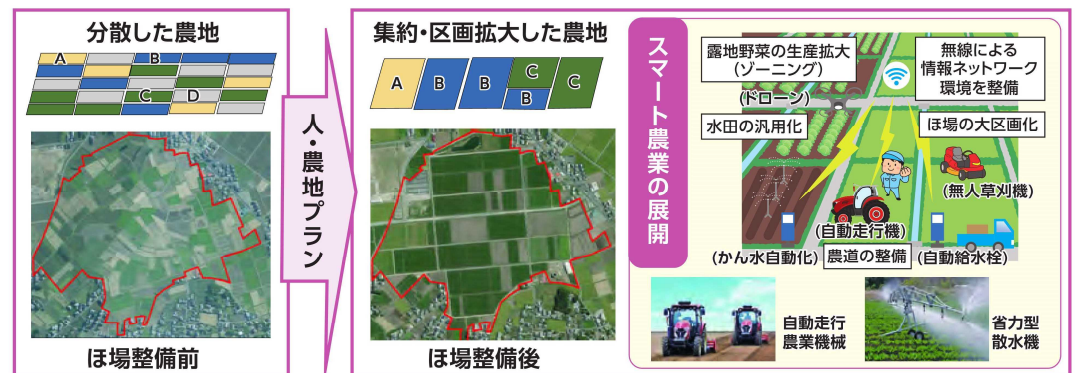 分散した農地
A
B
C
D
ほ場整備前
人・農地プラン
集約・区画拡大した農地
A
B
B
C
B
C
ほ場整備後
スマート農業の展開
露地野菜の生産拡大
(ゾーニング)
無線による
情報ネットワーク
環境を整備
(ドローン)
水田の汎用化
ほ場の大区画化
(無人草刈機)
(自動走行機)
(かん水自動化)
農道の整備
(自動給水栓)
自動走行
農業機械
省力型
散水機